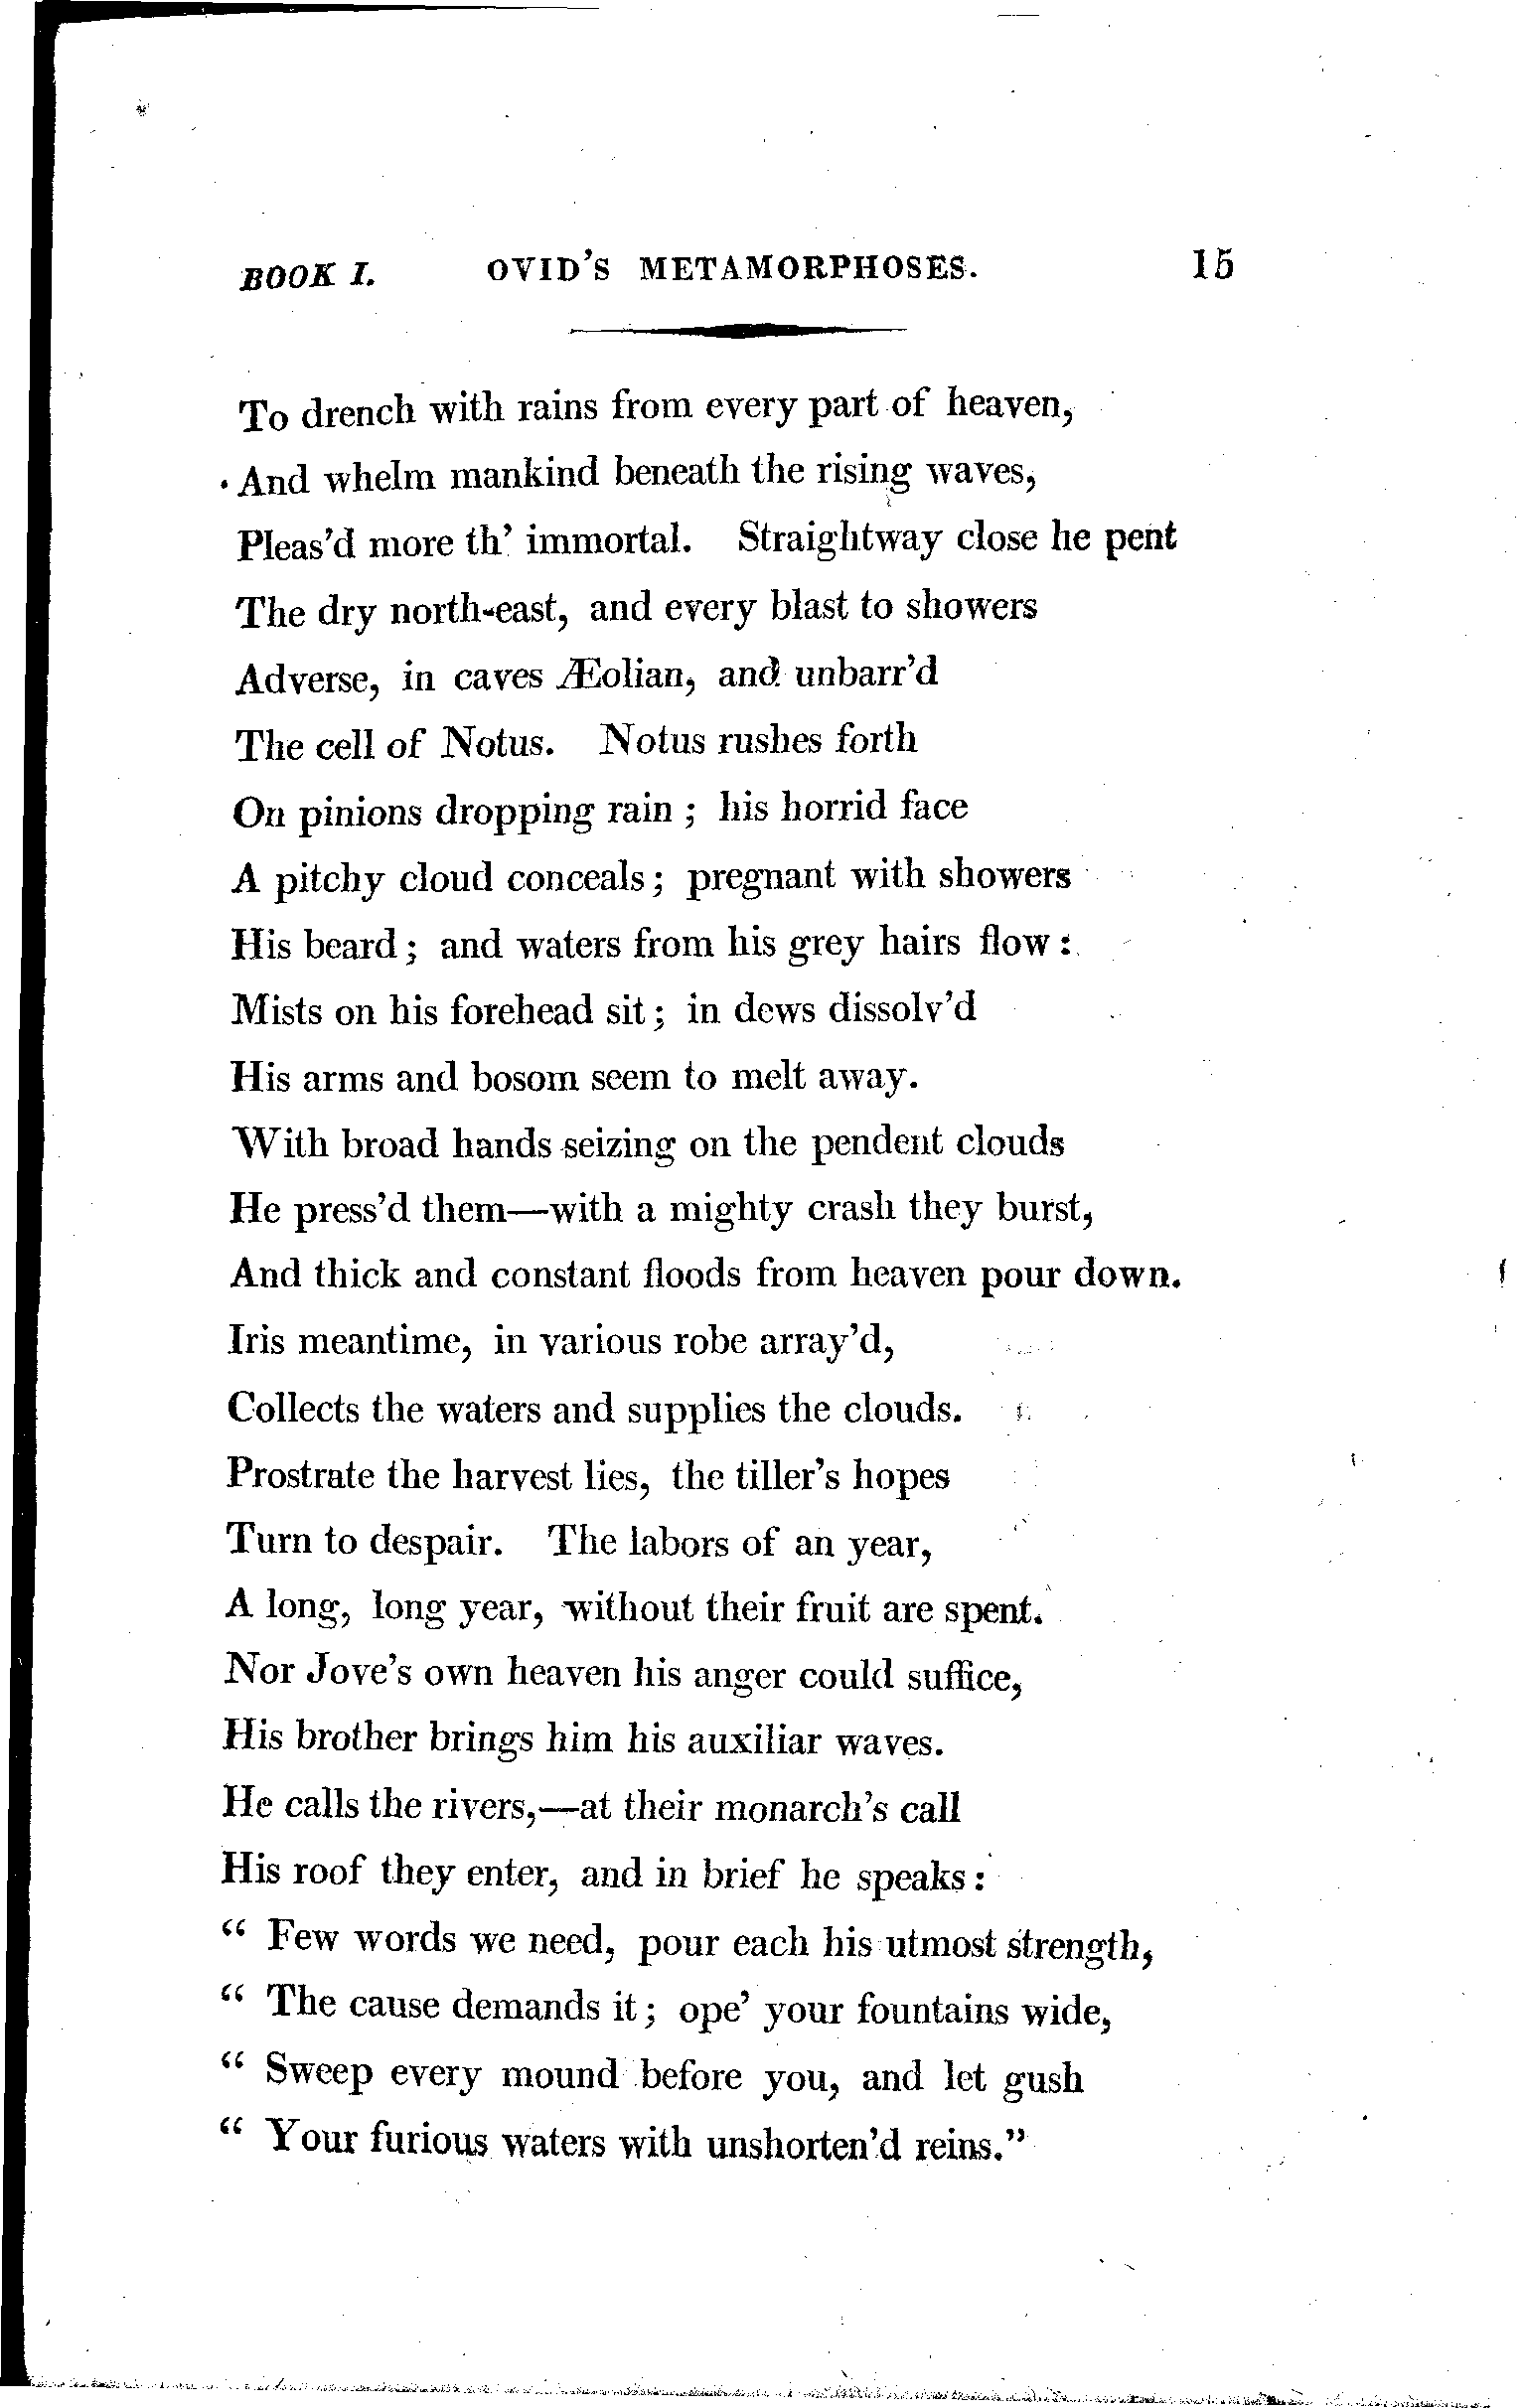 BOOK I. OVID'S METAMORPHOSES. 15
To drench with rains from every part of heaven,
And whelm mankind beneath the rising waves,
Pleas'd more th' immortal. Straightway close he pent
The dry north-east, and every blast to showers
Adverse, in caves Æolian, and unbarr'd
The cell of Notus. Notus rushes forth
On pinions dropping rain ; his horrid face
A pitchy cloud conceals ; pregnant with showers
His beard ; and waters from his grey hairs flow :
Mists on his forehead sit ; in dews dissolv'd
His arms and bosom seem to melt away.
With broad hands seizing on the pendent clouds
He press'd them—with a mighty crash they burst,
And thick and constant floods from heaven pour down.
Iris meantime, in various robe array'd,
Collects the waters and supplies the clouds.
Prostrate the harvest lies, the tiller's hopes
Turn to despair. The labors of an year,
A long, long year, without their fruit are spent.
Nor Jove's own heaven his anger could suffice,
His brother brings him his auxiliar waves.
He calls the rivers,—at their monarch's call
His roof they enter, and in brief he speaks :
“ Few words we need, pour each his utmost strength,
“ The cause demands it ; ope' your fountains wide,
“ Sweep every mound before you, and let gush
“ Your furious waters with unshorten'd reins.”